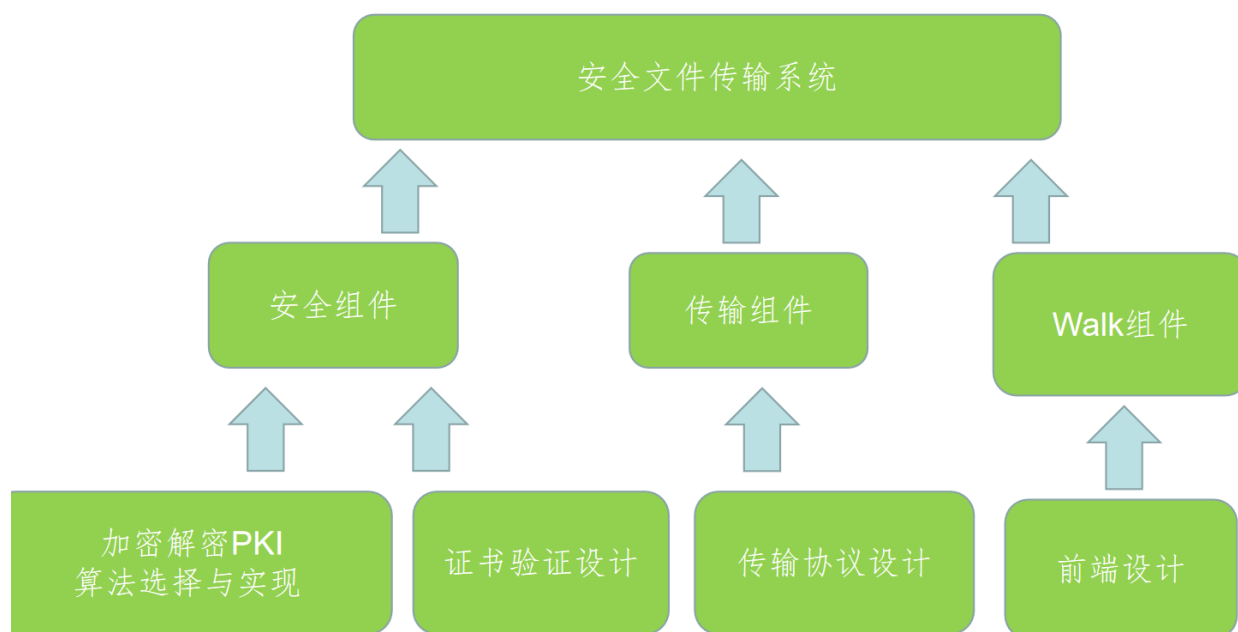 安全文件传输系统
安全组件
传输组件
Walk组件
加密解密PKI
算法选择与实现
证书验证设计
传输协议设计
前端设计